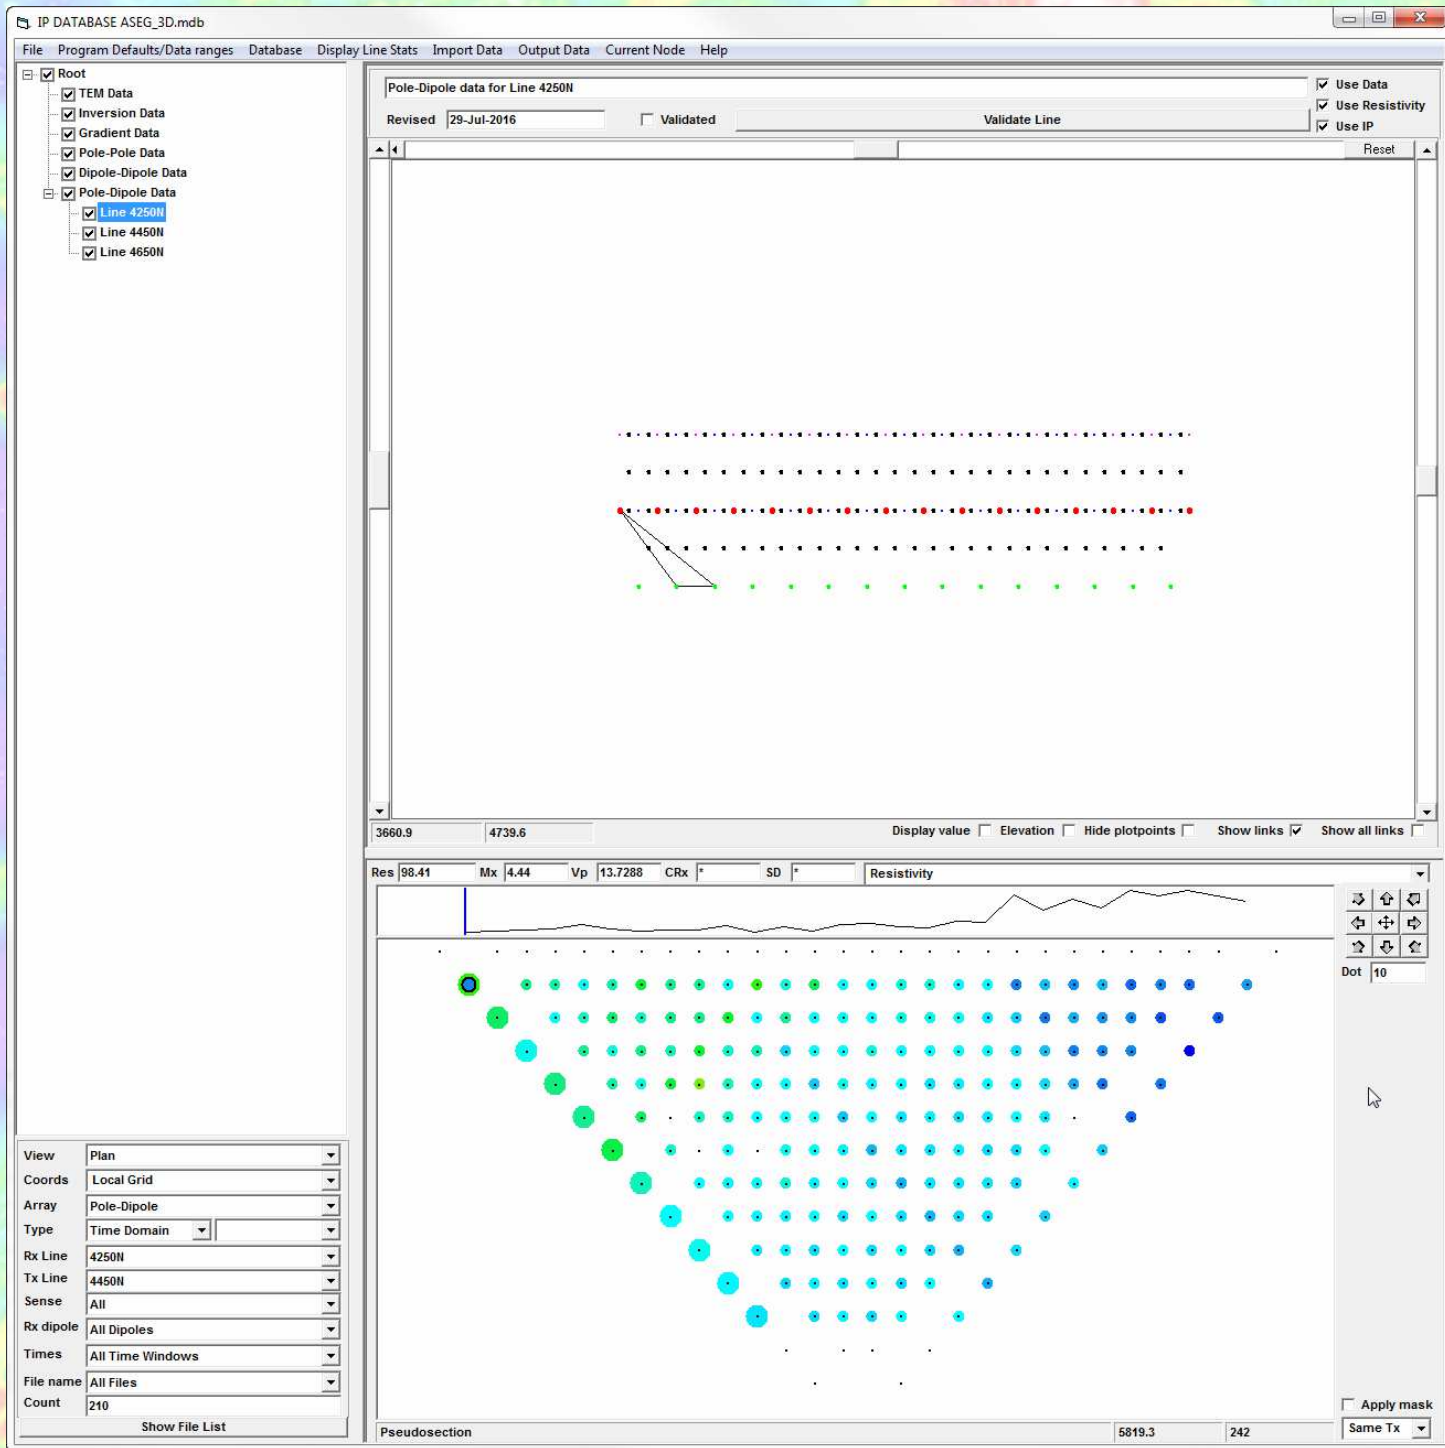 IP DATABASE ASEG_3D.mdb
File Program Defaults/Data ranges Database Display Line Stats Import Data Output Data Current Node Help
Root
TEM Data
Inversion Data
Gradient Data
Pole-Pole Data
Dipole-Dipole Data
Pole-Dipole Data
Line 4250N
Line 4450N
Line 4650N
Pole-Dipole data for Line 4250N
Use Data
Use Resistivity
Use IP
Revised 29-Jul-2016 Validated Validate Line
Reset
3660.9 4739.6 Display value Elevation Hide plotpoints Show links Show all links
Res 98.41 Mx 4.44 Vp 13.7288 CRx * SD * Resistivity
Dot 10
View Plan
Coords Local Grid
Array Pole-Dipole
Type Time Domain
Rx Line 4250N
Tx Line 4450N
Sense All
Rx dipole All Dipoles
Times All Time Windows
File name All Files
Count 210
Show File List
Apply mask
Pseudosection 5819.3 242 Same Tx